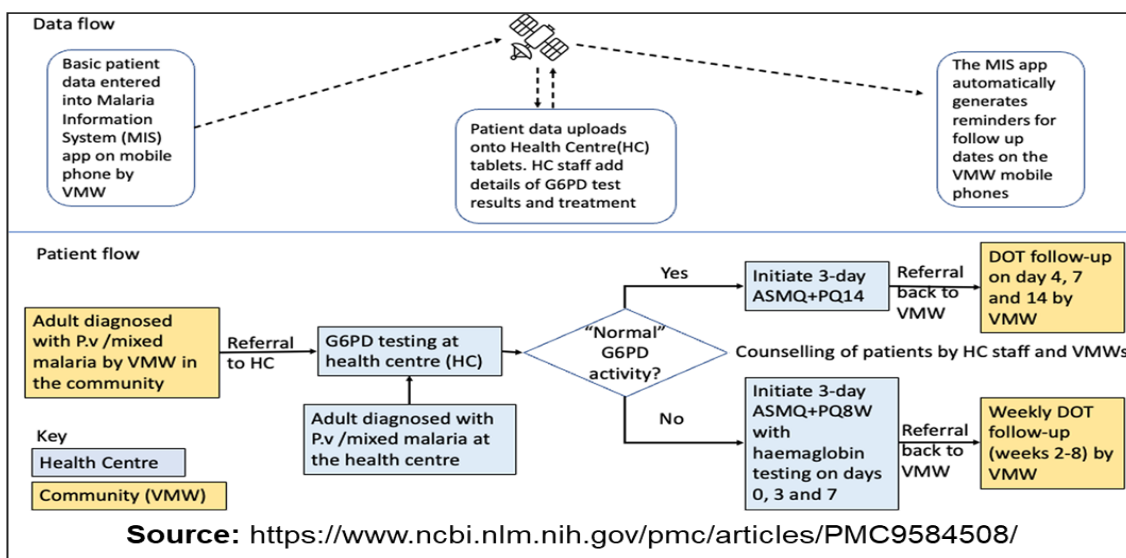 Data flow
Basic patient
data entered
into Malaria
Information
System (MIS)
app on mobile
phone by
VMW
Patient data uploads
onto Health Centre(HC)
tablets. HC staff add
details of G6PD test
results and treatment
The MIS app
automatically
generates
reminders for
follow up
dates on the
VMW mobile
phones
Patient flow
Adult diagnosed
with P.v /mixed
malaria by VMW in
the community
Referral
to HC
G6PD testing at
health centre (HC)
Adult diagnosed with
P.v /mixed malaria at
the health centre
“Normal”
G6PD
activity?
Yes
Initiate 3-day
ASMQ+PQ14
Referral
back to
VMW
DOT follow-up
on day 4, 7
and 14 by
VMW
Counselling of patients by HC staff and VMWs
No
Initiate 3-day
ASMQ+PQ8W
with
haemaglobin
testing on days
0, 3 and 7
Referral
back to
VMW
Weekly DOT
follow-up
(weeks 2-8) by
VMW
Key
Health Centre
Community (VMW)
Source: https://www.ncbi.nlm.nih.gov/pmc/articles/PMC9584508/